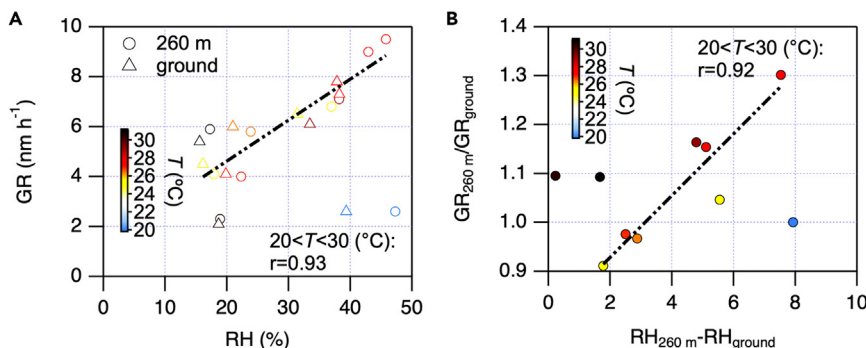 A
10
8
6
4
2
0
GR (nm h⁻¹)
260 m
ground
30
28
26
24
22
20
T (°C)
20<T<30 (°C):
r=0.93
0
10
20
30
40
50
RH (%)
B
1.4
1.3
1.2
1.1
1.0
0.9
GR₂₆₀ ₘ/GRground
30
28
26
24
22
20
T (°C)
20<T<30 (°C):
r=0.92
0
2
4
6
8
10
RH₂₆₀ ₘ-RHground